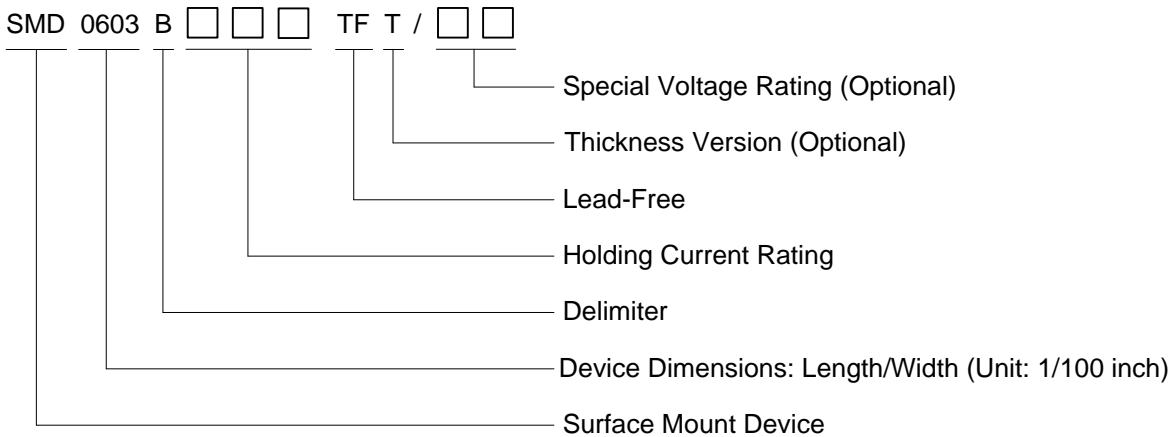 SMD 0603 B □ □ □ TF T / □ □
Special Voltage Rating (Optional)
Thickness Version (Optional)
Lead-Free
Holding Current Rating
Delimiter
Device Dimensions: Length/Width (Unit: 1/100 inch)
Surface Mount Device